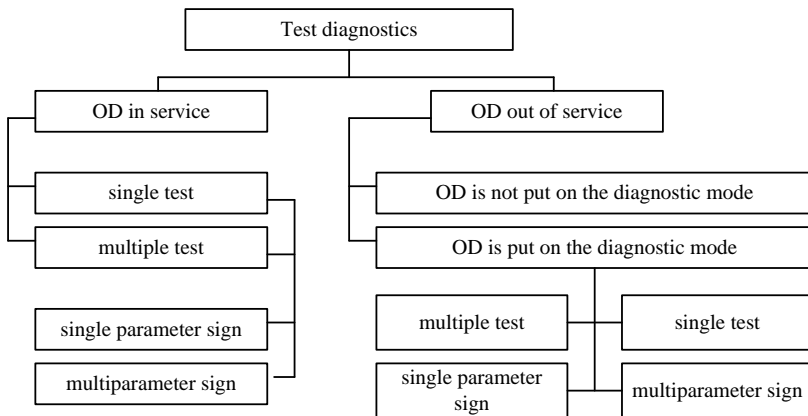 Test diagnostics
OD in service
OD out of service
single test
multiple test
single parameter sign
multiparameter sign
OD is not put on the diagnostic mode
OD is put on the diagnostic mode
multiple test
single test
single parameter
sign
multiparameter sign